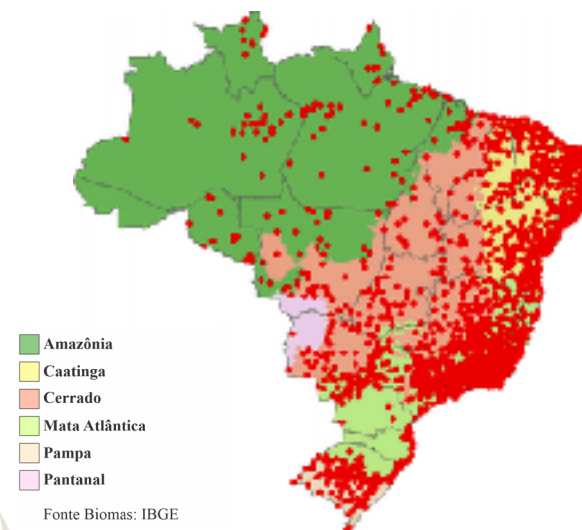 Amazônia
Caatinga
Cerrado
Mata Atlântica
Pampa
Pantanal
Fonte Biomas: IBGE